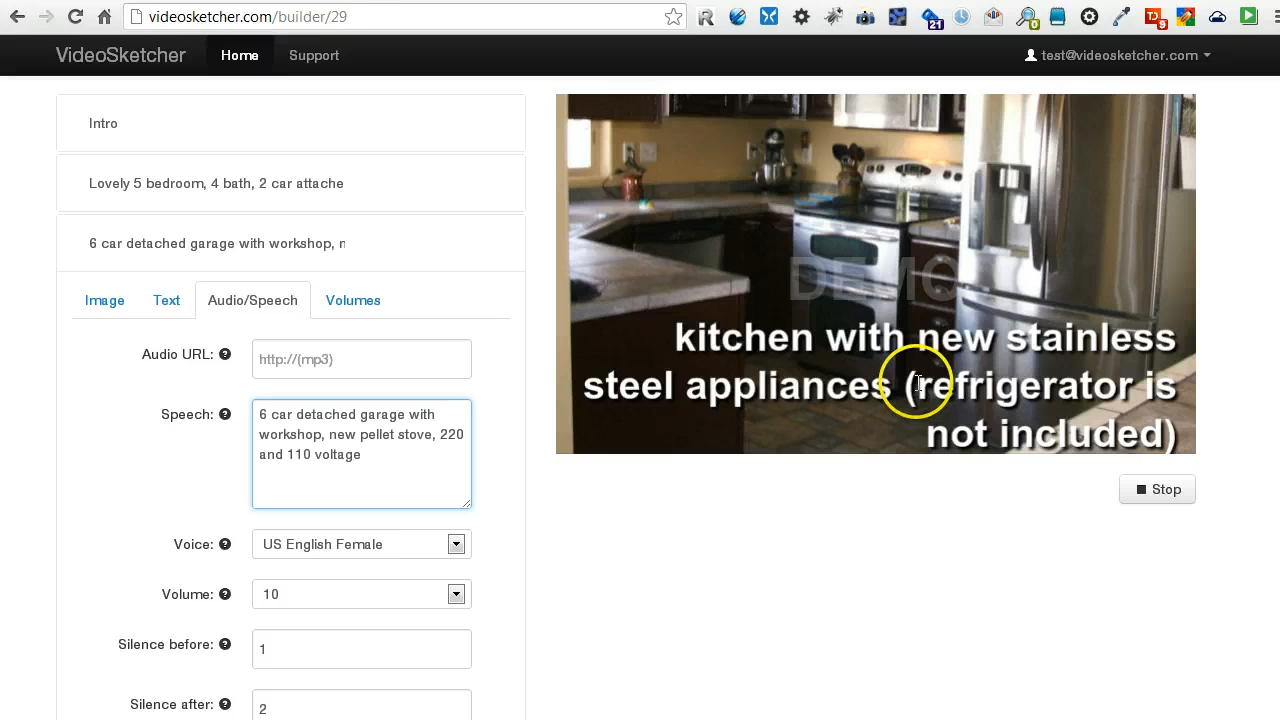 videosketcher.com/builder/29
21
0
9
VideoSketcher Home Support test@videosketcher.com
Intro
Lovely 5 bedroom, 4 bath, 2 car attache
6 car detached garage with workshop, n
Image Text Audio/Speech Volumes
Audio URL: http://(mp3)
Speech: 6 car detached garage with
workshop, new pellet stove, 220
and 110 voltage
Voice: US English Female
Volume: 10
Silence before: 1
Silence after: 2
DEMO
kitchen with new stainless
steel appliances (refrigerator is
not included)
Stop